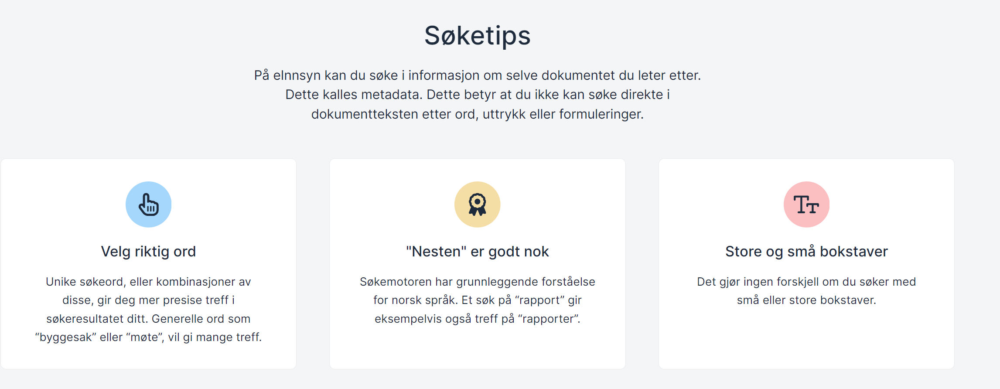 Søketips
På eInnsyn kan du søke i informasjon om selve dokumentet du leter etter.
Dette kalles metadata. Dette betyr at du ikke kan søke direkte i
dokumentteksten etter ord, uttrykk eller formuleringer.
Velg riktig ord
Unike søkeord, eller kombinasjoner av
disse, gir deg mer presise treff i
søkeresultatet ditt. Generelle ord som
“byggesak” eller “møte”, vil gi mange treff.
"Nesten" er godt nok
Søkemotoren har grunnleggende forståelse
for norsk språk. Et søk på “rapport” gir
eksempelvis også treff på “rapporter”.
Store og små bokstaver
Det gjør ingen forskjell om du søker med
små eller store bokstaver.